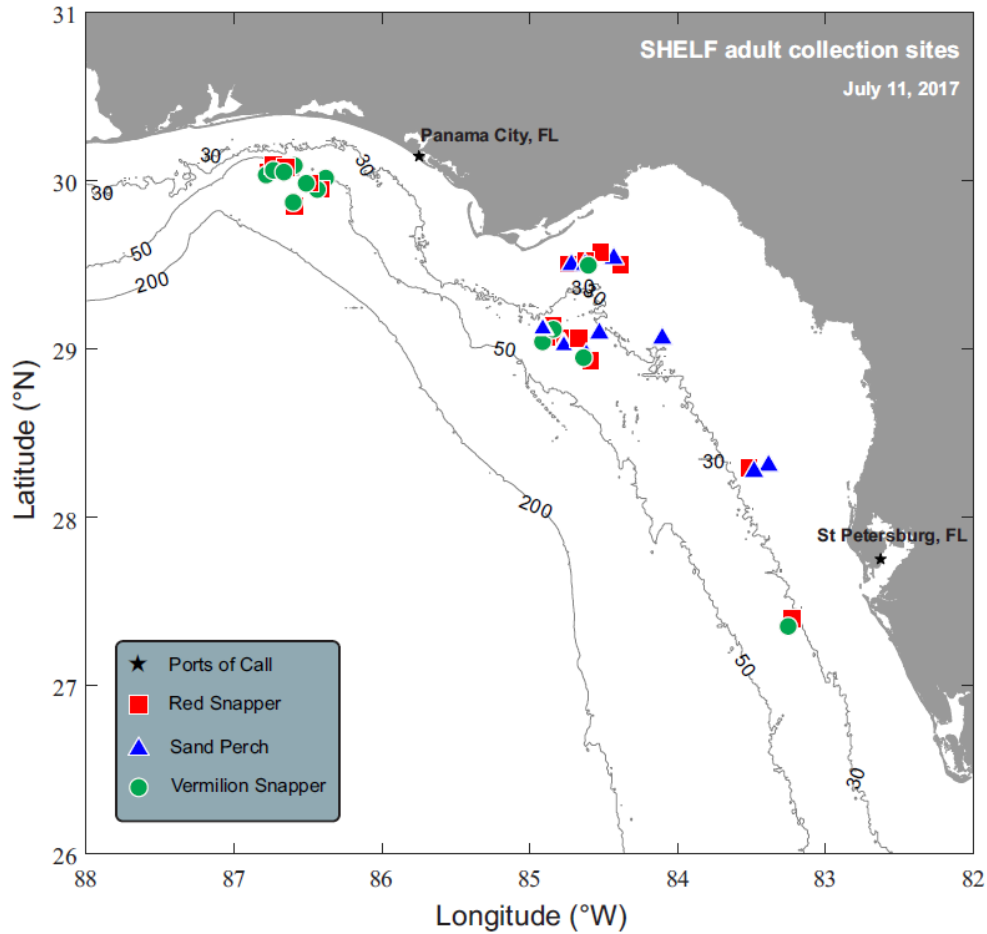 SHELF adult collection sites
July 11, 2017
Panama City, FL
St Petersburg, FL
31
30
29
28
27
26
Latitude (°N)
30
30
30
50
200
30
30
50
30
200
50
30
Ports of Call
Red Snapper
Sand Perch
Vermilion Snapper
88
87
86
85
84
83
82
Longitude (°W)